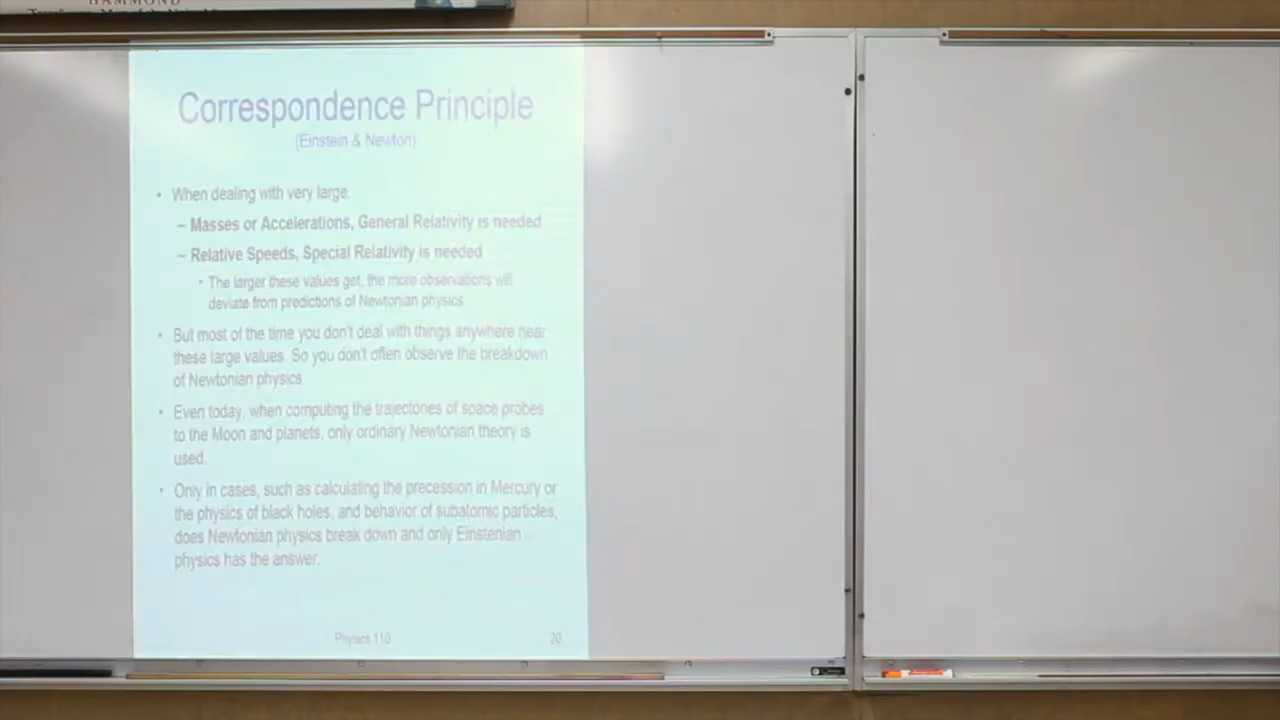 HAMMOND
Correspondence Principle
(Einstein & Newton)
• When dealing with very large:
– Masses or Accelerations, General Relativity is needed
– Relative Speeds, Special Relativity is needed
• The larger these values get, the more observations will
deviate from predictions of Newtonian physics
• But most of the time you don't deal with things anywhere near
these large values. So you don't often observe the breakdown
of Newtonian physics
• Even today, when computing the trajectories of space probes
to the Moon and planets, only ordinary Newtonian theory is
used.
• Only in cases, such as calculating the precession in Mercury or
the physics of black holes, and behavior of subatomic particles,
does Newtonian physics break down and only Einstenian
physics has the answer.
Physics 110
20